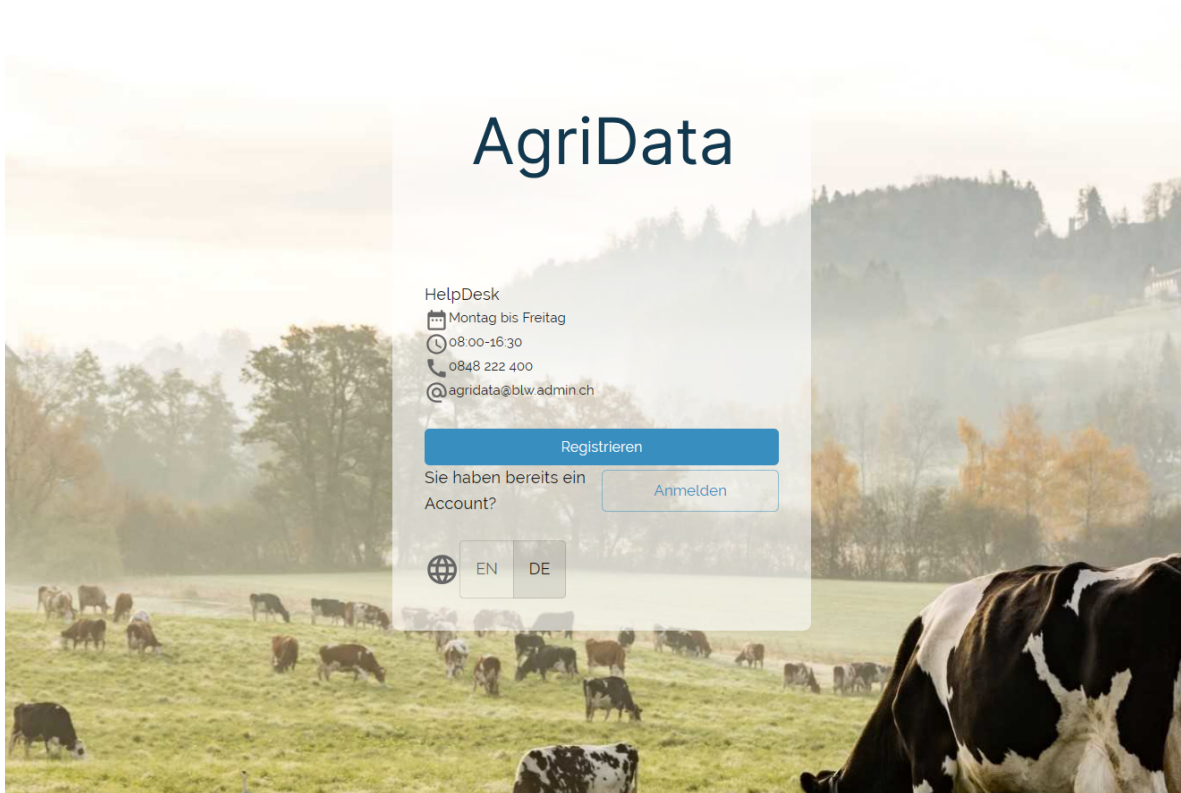 AgriData
HelpDesk
Montag bis Freitag
08:00-16:30
0848 222 400
agridata@blw.admin.ch
Registrieren
Sie haben bereits ein
Account?
Anmelden
EN DE